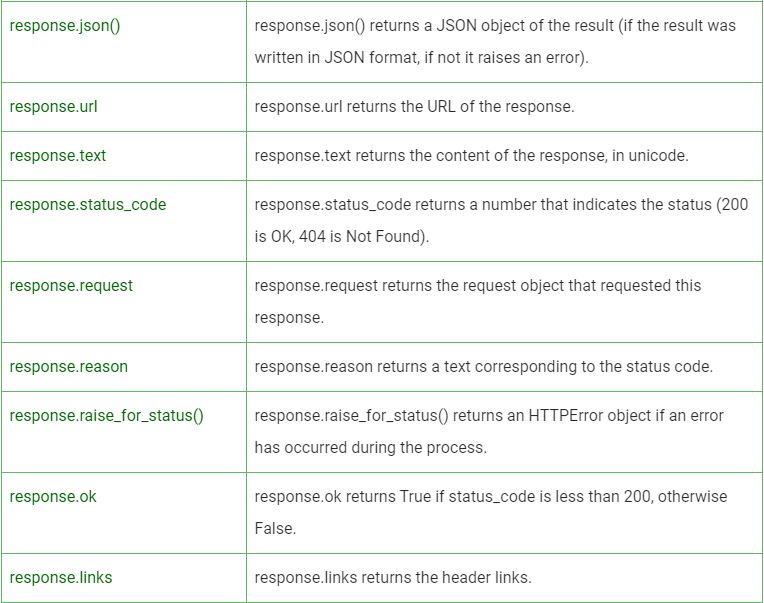 response.json()
response.json() returns a JSON object of the result (if the result was
written in JSON format, if not it raises an error).
response.url
response.url returns the URL of the response.
response.text
response.text returns the content of the response, in unicode.
response.status_code
response.status_code returns a number that indicates the status (200
is OK, 404 is Not Found).
response.request
response.request returns the request object that requested this
response.
response.reason
response.reason returns a text corresponding to the status code.
response.raise_for_status()
response.raise_for_status() returns an HTTPError object if an error
has occurred during the process.
response.ok
response.ok returns True if status_code is less than 200, otherwise
False.
response.links
response.links returns the header links.